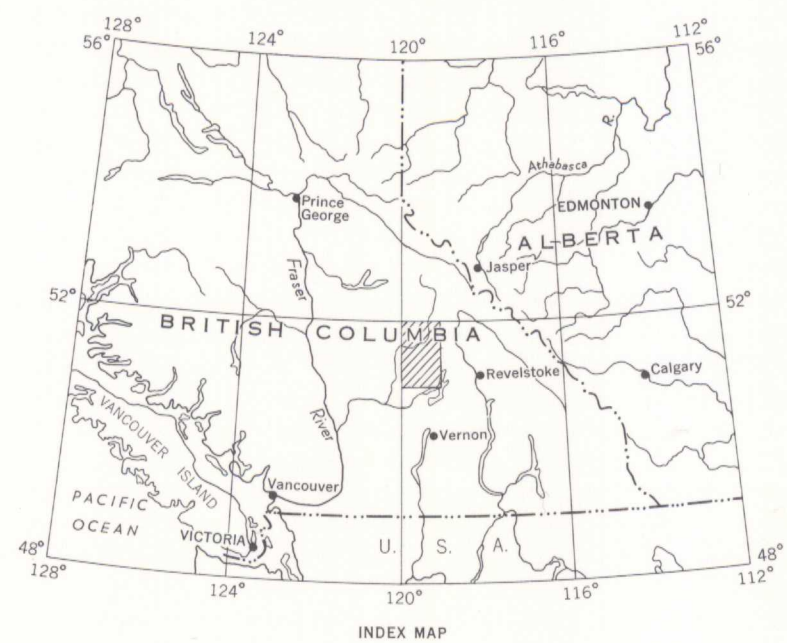 128°
124°
120°
116°
112°
56°
56°
Athabasca R.
Prince
George
EDMONTON
ALBERTA
Jasper
Fraser
River
52°
52°
BRITISH COLUMBIA
Revelstoke
Calgary
VANCOUVER
ISLAND
Vernon
Vancouver
PACIFIC
OCEAN
VICTORIA
U. S. A.
48°
48°
128°
124°
120°
116°
112°
INDEX MAP